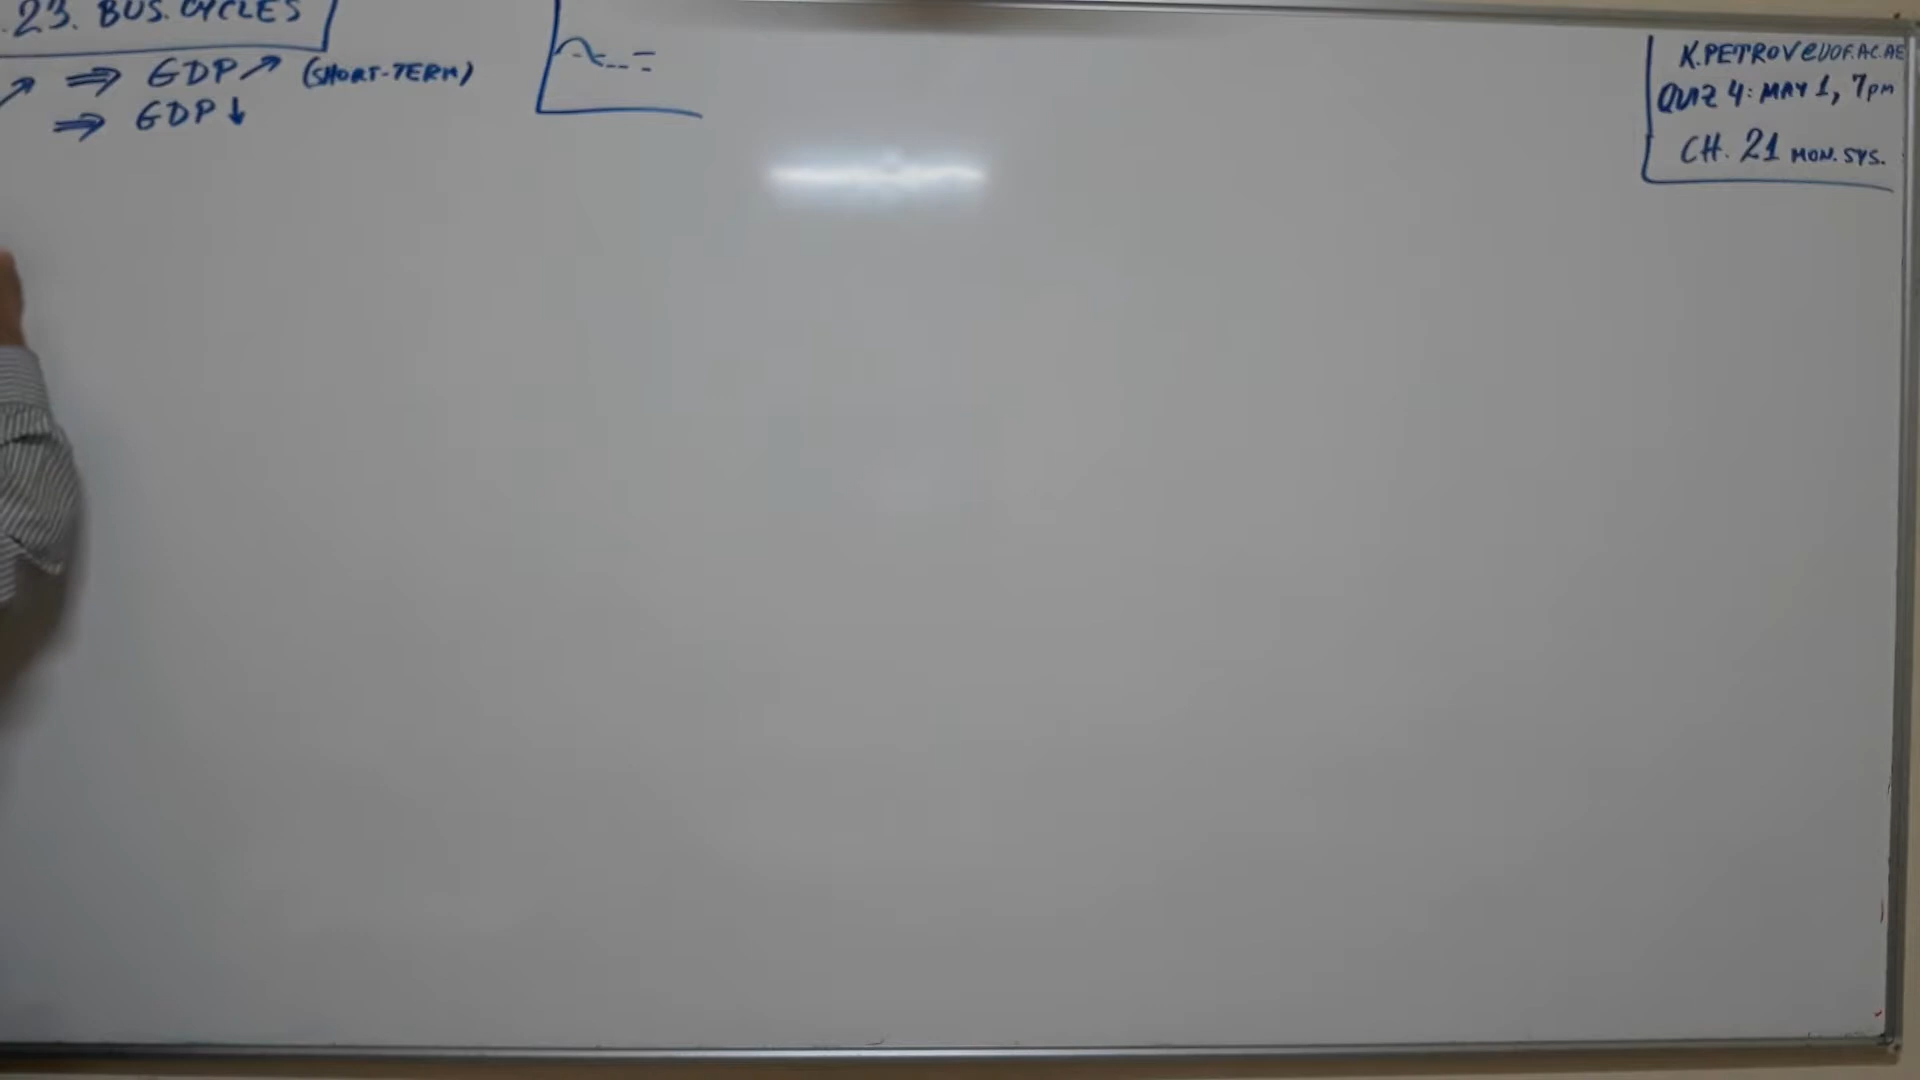 .23. BUS. CYCLES
↗ ⇒ GDP↗ (SHORT-TERM)
⇒ GDP↓
K.PETROV@UOF.AC.AE
QUIZ 4: MAY 1, 7pm
CH. 21 MON. SYS.